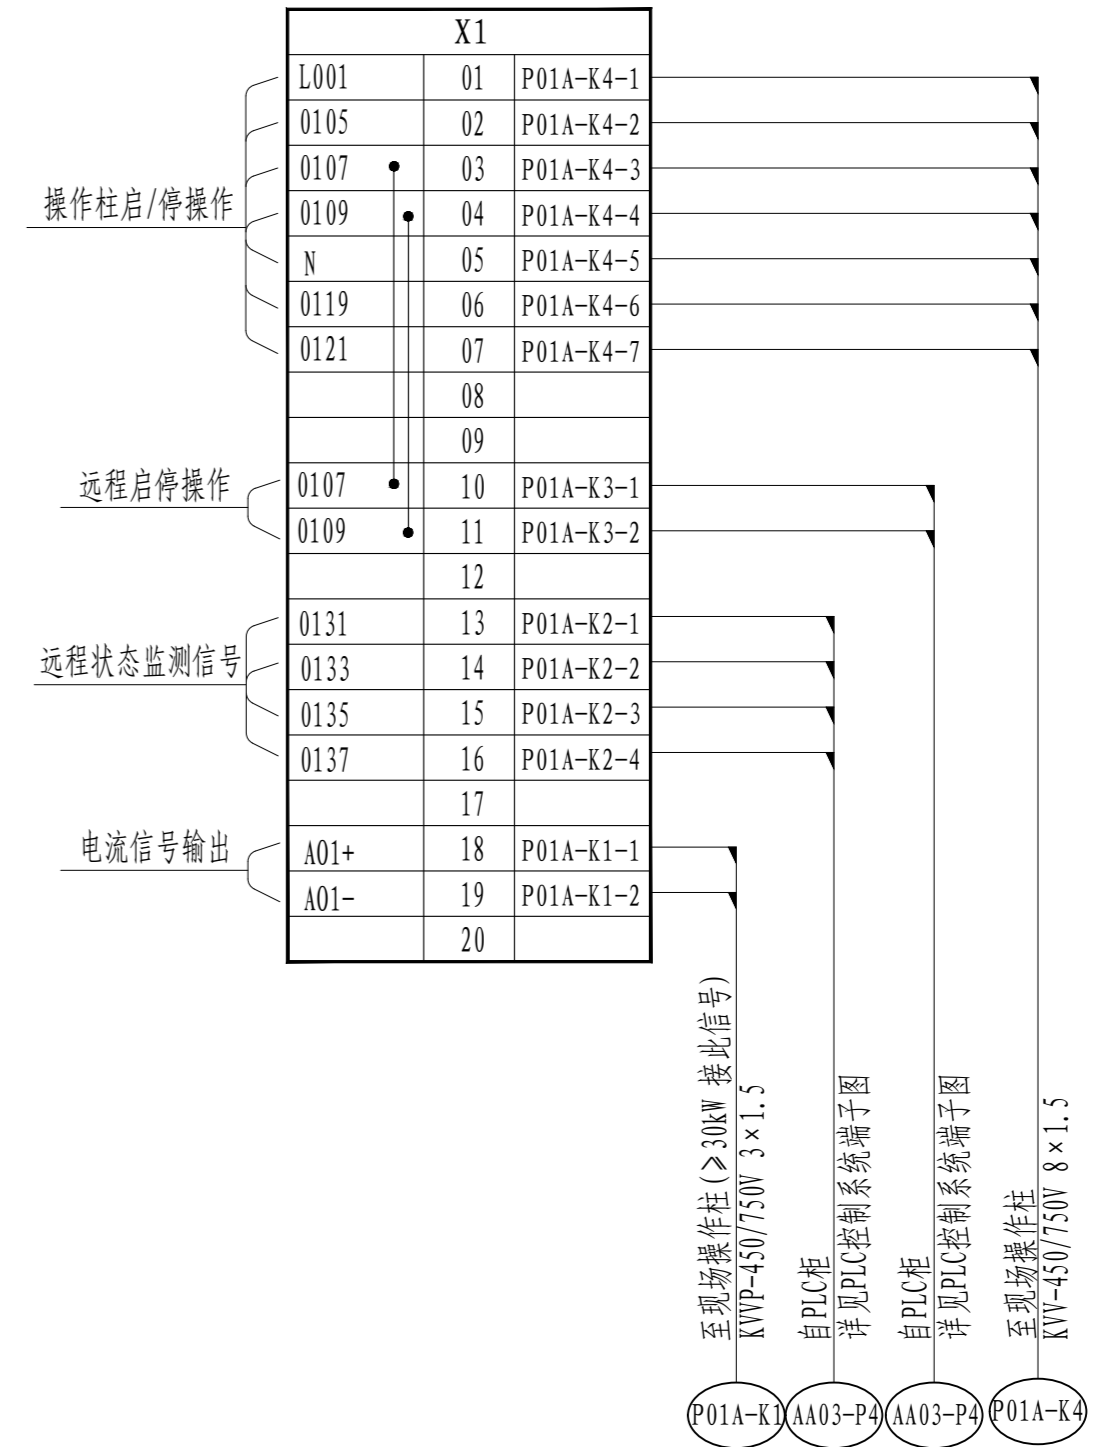 X1
L001 01 P01A-K4-1
0105 02 P01A-K4-2
0107 03 P01A-K4-3
操作柱启/停操作
0109 04 P01A-K4-4
N 05 P01A-K4-5
0119 06 P01A-K4-6
0121 07 P01A-K4-7
08
09
远程启停操作
0107 10 P01A-K3-1
0109 11 P01A-K3-2
12
0131 13 P01A-K2-1
远程状态监测信号
0133 14 P01A-K2-2
0135 15 P01A-K2-3
0137 16 P01A-K2-4
17
电流信号输出
A01+ 18 P01A-K1-1
A01- 19 P01A-K1-2
20
至现场操作柱(≥30kW 接此信号)
KVVP-450/750V 3×1.5
自PLC柜
详见PLC控制系统端子图
自PLC柜
详见PLC控制系统端子图
至现场操作柱
KVV-450/750V 8×1.5
P01A-K1
AA03-P4
AA03-P4
P01A-K4